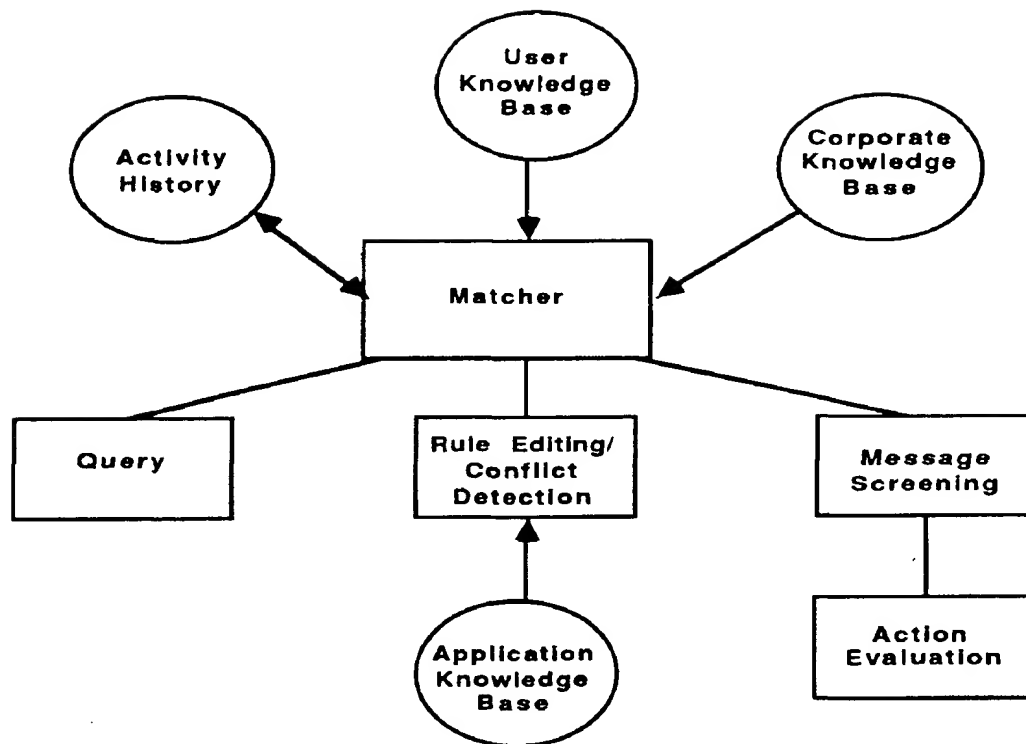 User
Knowledge
Base
Activity
History
Corporate
Knowledge
Base
Matcher
Query
Rule Editing/
Conflict
Detection
Message
Screening
Application
Knowledge
Base
Action
Evaluation